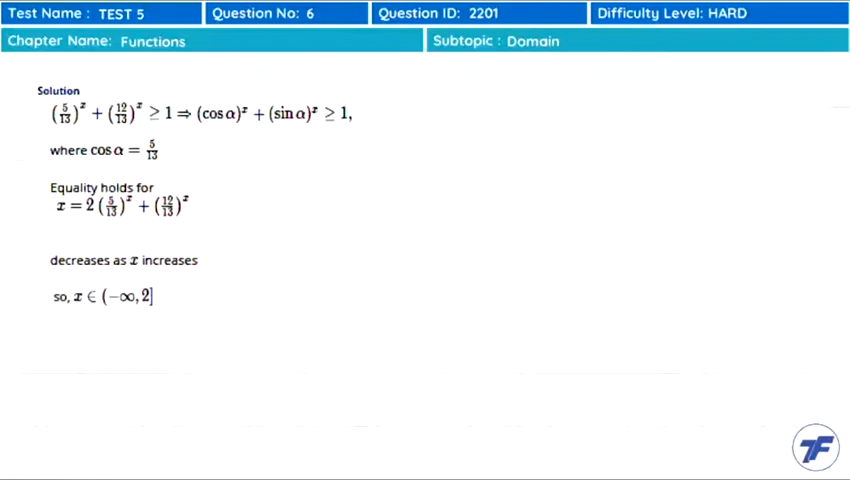 Test Name : TEST 5 Question No: 6 Question ID: 2201 Difficulty Level: HARD
Chapter Name: Functions Subtopic : Domain
Solution
(5/13)^x + (12/13)^x ≥ 1 ⇒ (cos α)^x + (sin α)^x ≥ 1,
where cos α = 5/13
Equality holds for
x = 2 (5/13)^x + (12/13)^x
decreases as x increases
so, x ∈ (−∞, 2]
TF